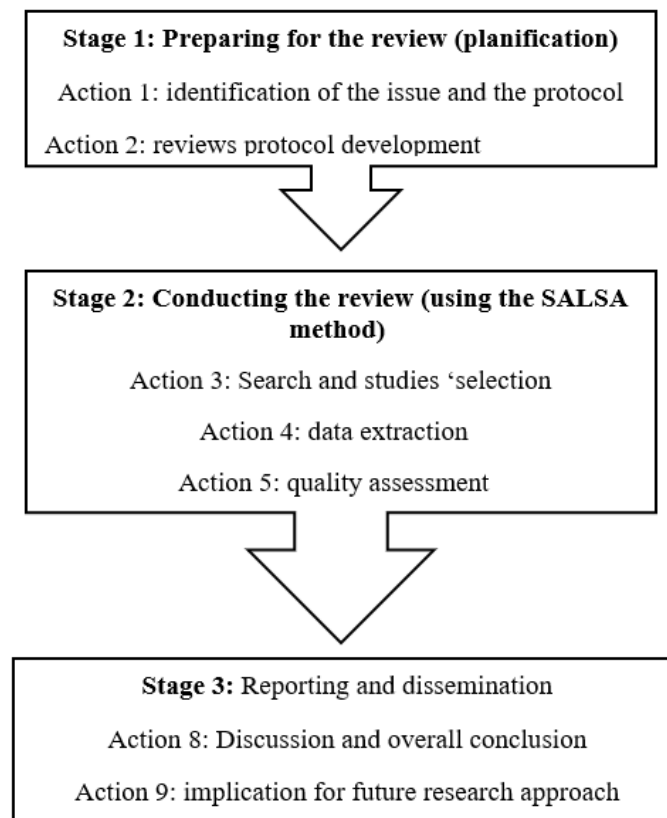 Stage 1: Preparing for the review (planification)
Action 1: identification of the issue and the protocol
Action 2: reviews protocol development
Stage 2: Conducting the review (using the SALSA
method)
Action 3: Search and studies ‘selection
Action 4: data extraction
Action 5: quality assessment
Stage 3: Reporting and dissemination
Action 8: Discussion and overall conclusion
Action 9: implication for future research approach